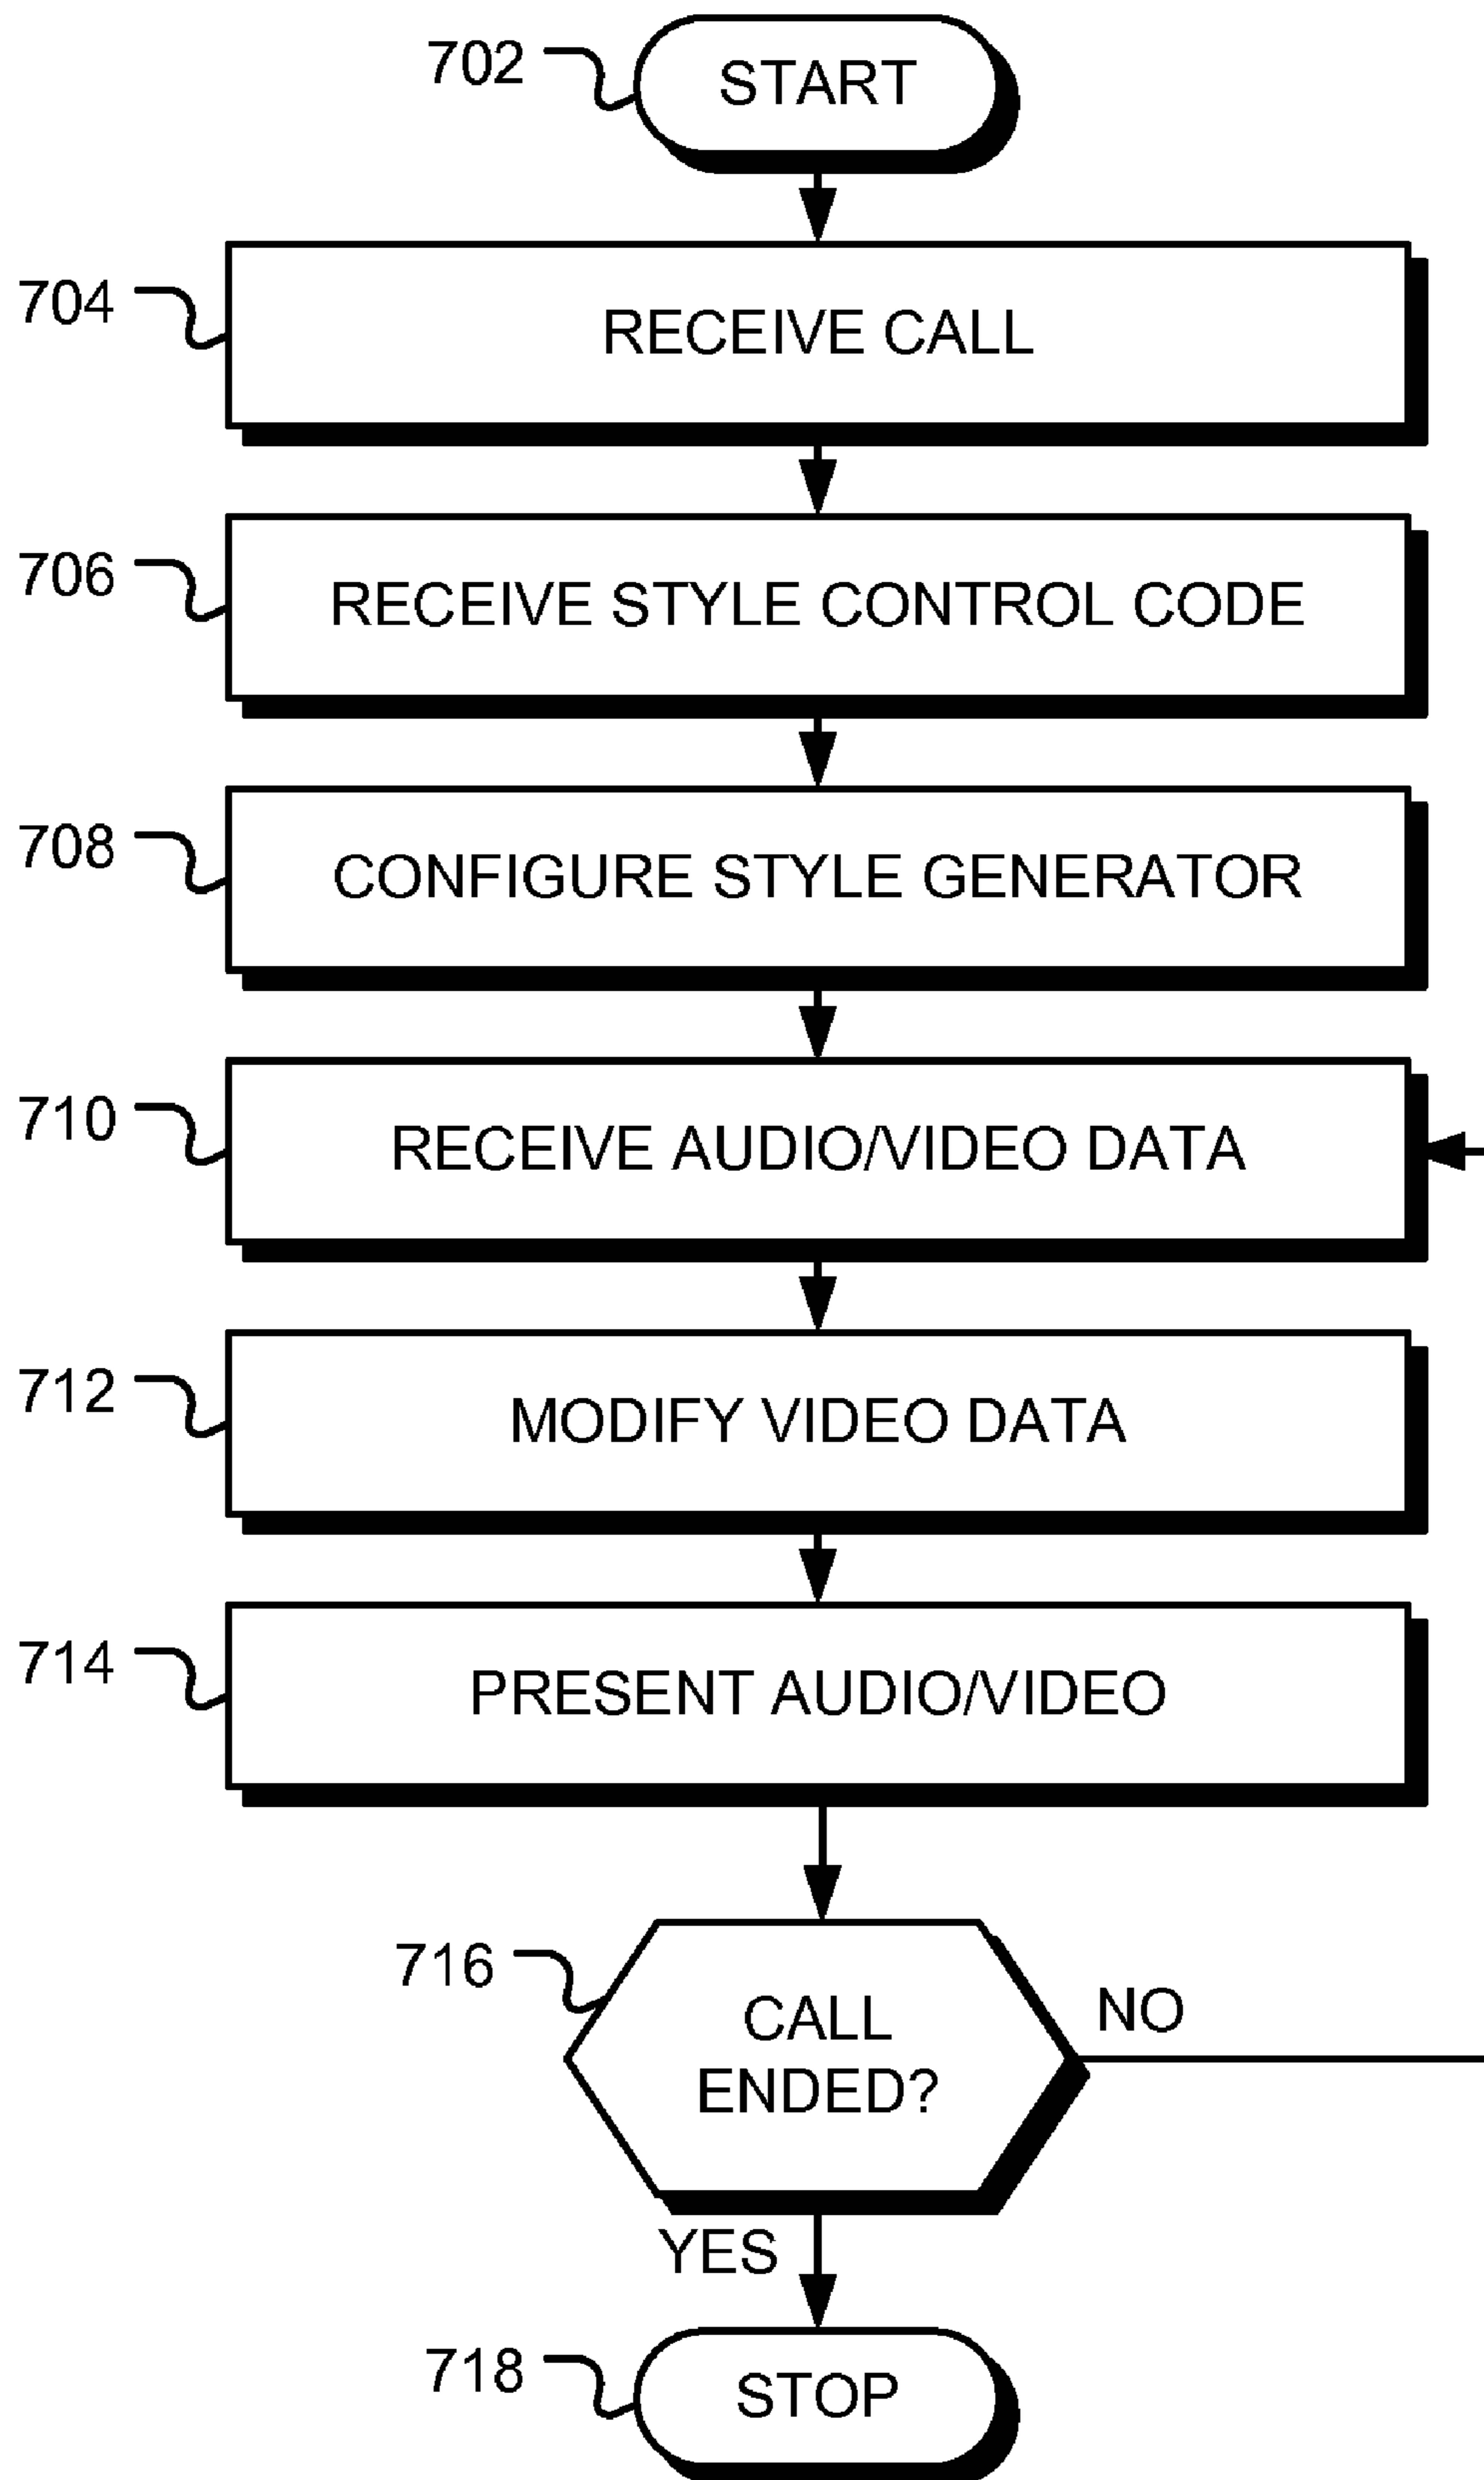 702
START
704
RECEIVE CALL
706
RECEIVE STYLE CONTROL CODE
708
CONFIGURE STYLE GENERATOR
710
RECEIVE AUDIO/VIDEO DATA
712
MODIFY VIDEO DATA
714
PRESENT AUDIO/VIDEO
716
CALL
ENDED?
NO
YES
718
STOP